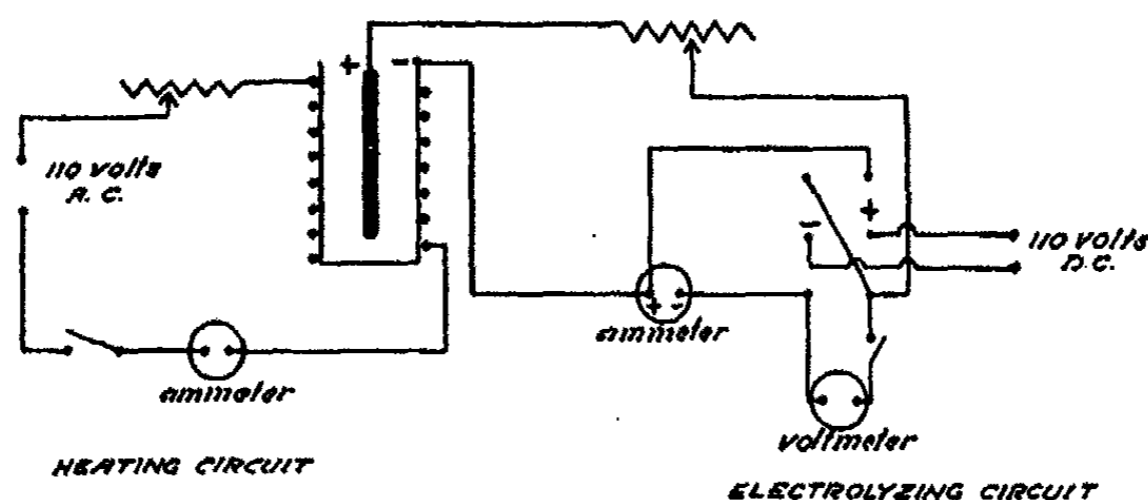 + -
110 volts
A. C.
- +
110 volts
D.C.
+ -
ammeter
ammeter
voltmeter
HEATING CIRCUIT
ELECTROLYZING CIRCUIT